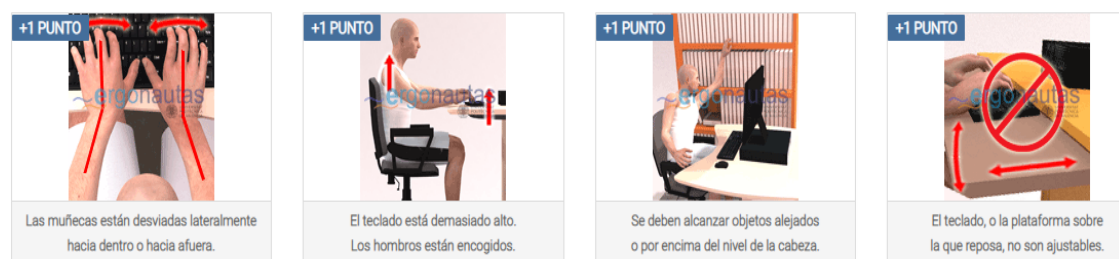 +1 PUNTO
ergonautas
Las muñecas están desviadas lateralmente
hacia dentro o hacia afuera.
+1 PUNTO
ergonautas
El teclado está demasiado alto.
Los hombros están encogidos.
+1 PUNTO
ergonautas
Se deben alcanzar objetos alejados
o por encima del nivel de la cabeza.
+1 PUNTO
ergonautas
El teclado, o la plataforma sobre
la que reposa, no son ajustables.